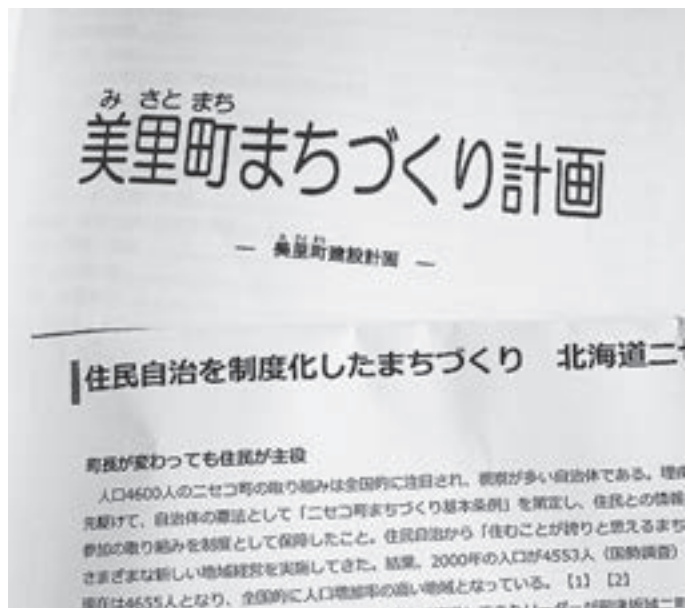 み さと まち
美里町まちづくり計画
― 美里町建設計画 ―
住民自治を制度化したまちづくり 北海道ニセ
町長が変わっても住民が主役
人口4600人のニセコ町の取り組みは全国的に注目され、視察が多い自治体である。理由
先駆けて、自治体の憲法として「ニセコ町まちづくり基本条例」を策定し、住民との情報
参加の取り組みを制度として保障したこと。住民自治から「住むことが誇りと思えるまち
さまざまな新しい地域経営を実施してきた。結果、2000年の人口が4553人（国勢調査）
現在は4655人となり、全国的に人口増加率の高い地域となっている。【1】【2】